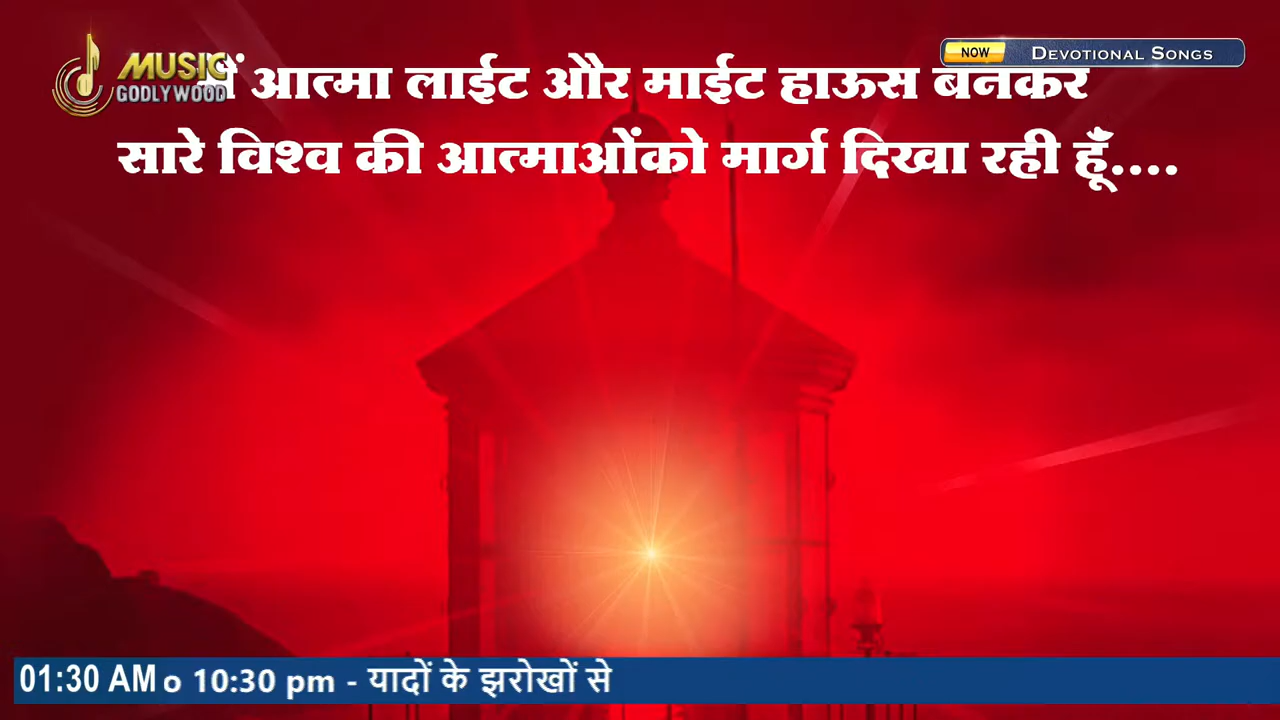 MUSIC
GODLYWOOD
NOW
DEVOTIONAL SONGS
आत्मा लाईट और माईट हाऊस बनकर
सारे विश्व की आत्माओंको मार्ग दिखा रही हूँ....
01:30 AM
o 10:30 pm - यादों के झरोखों से